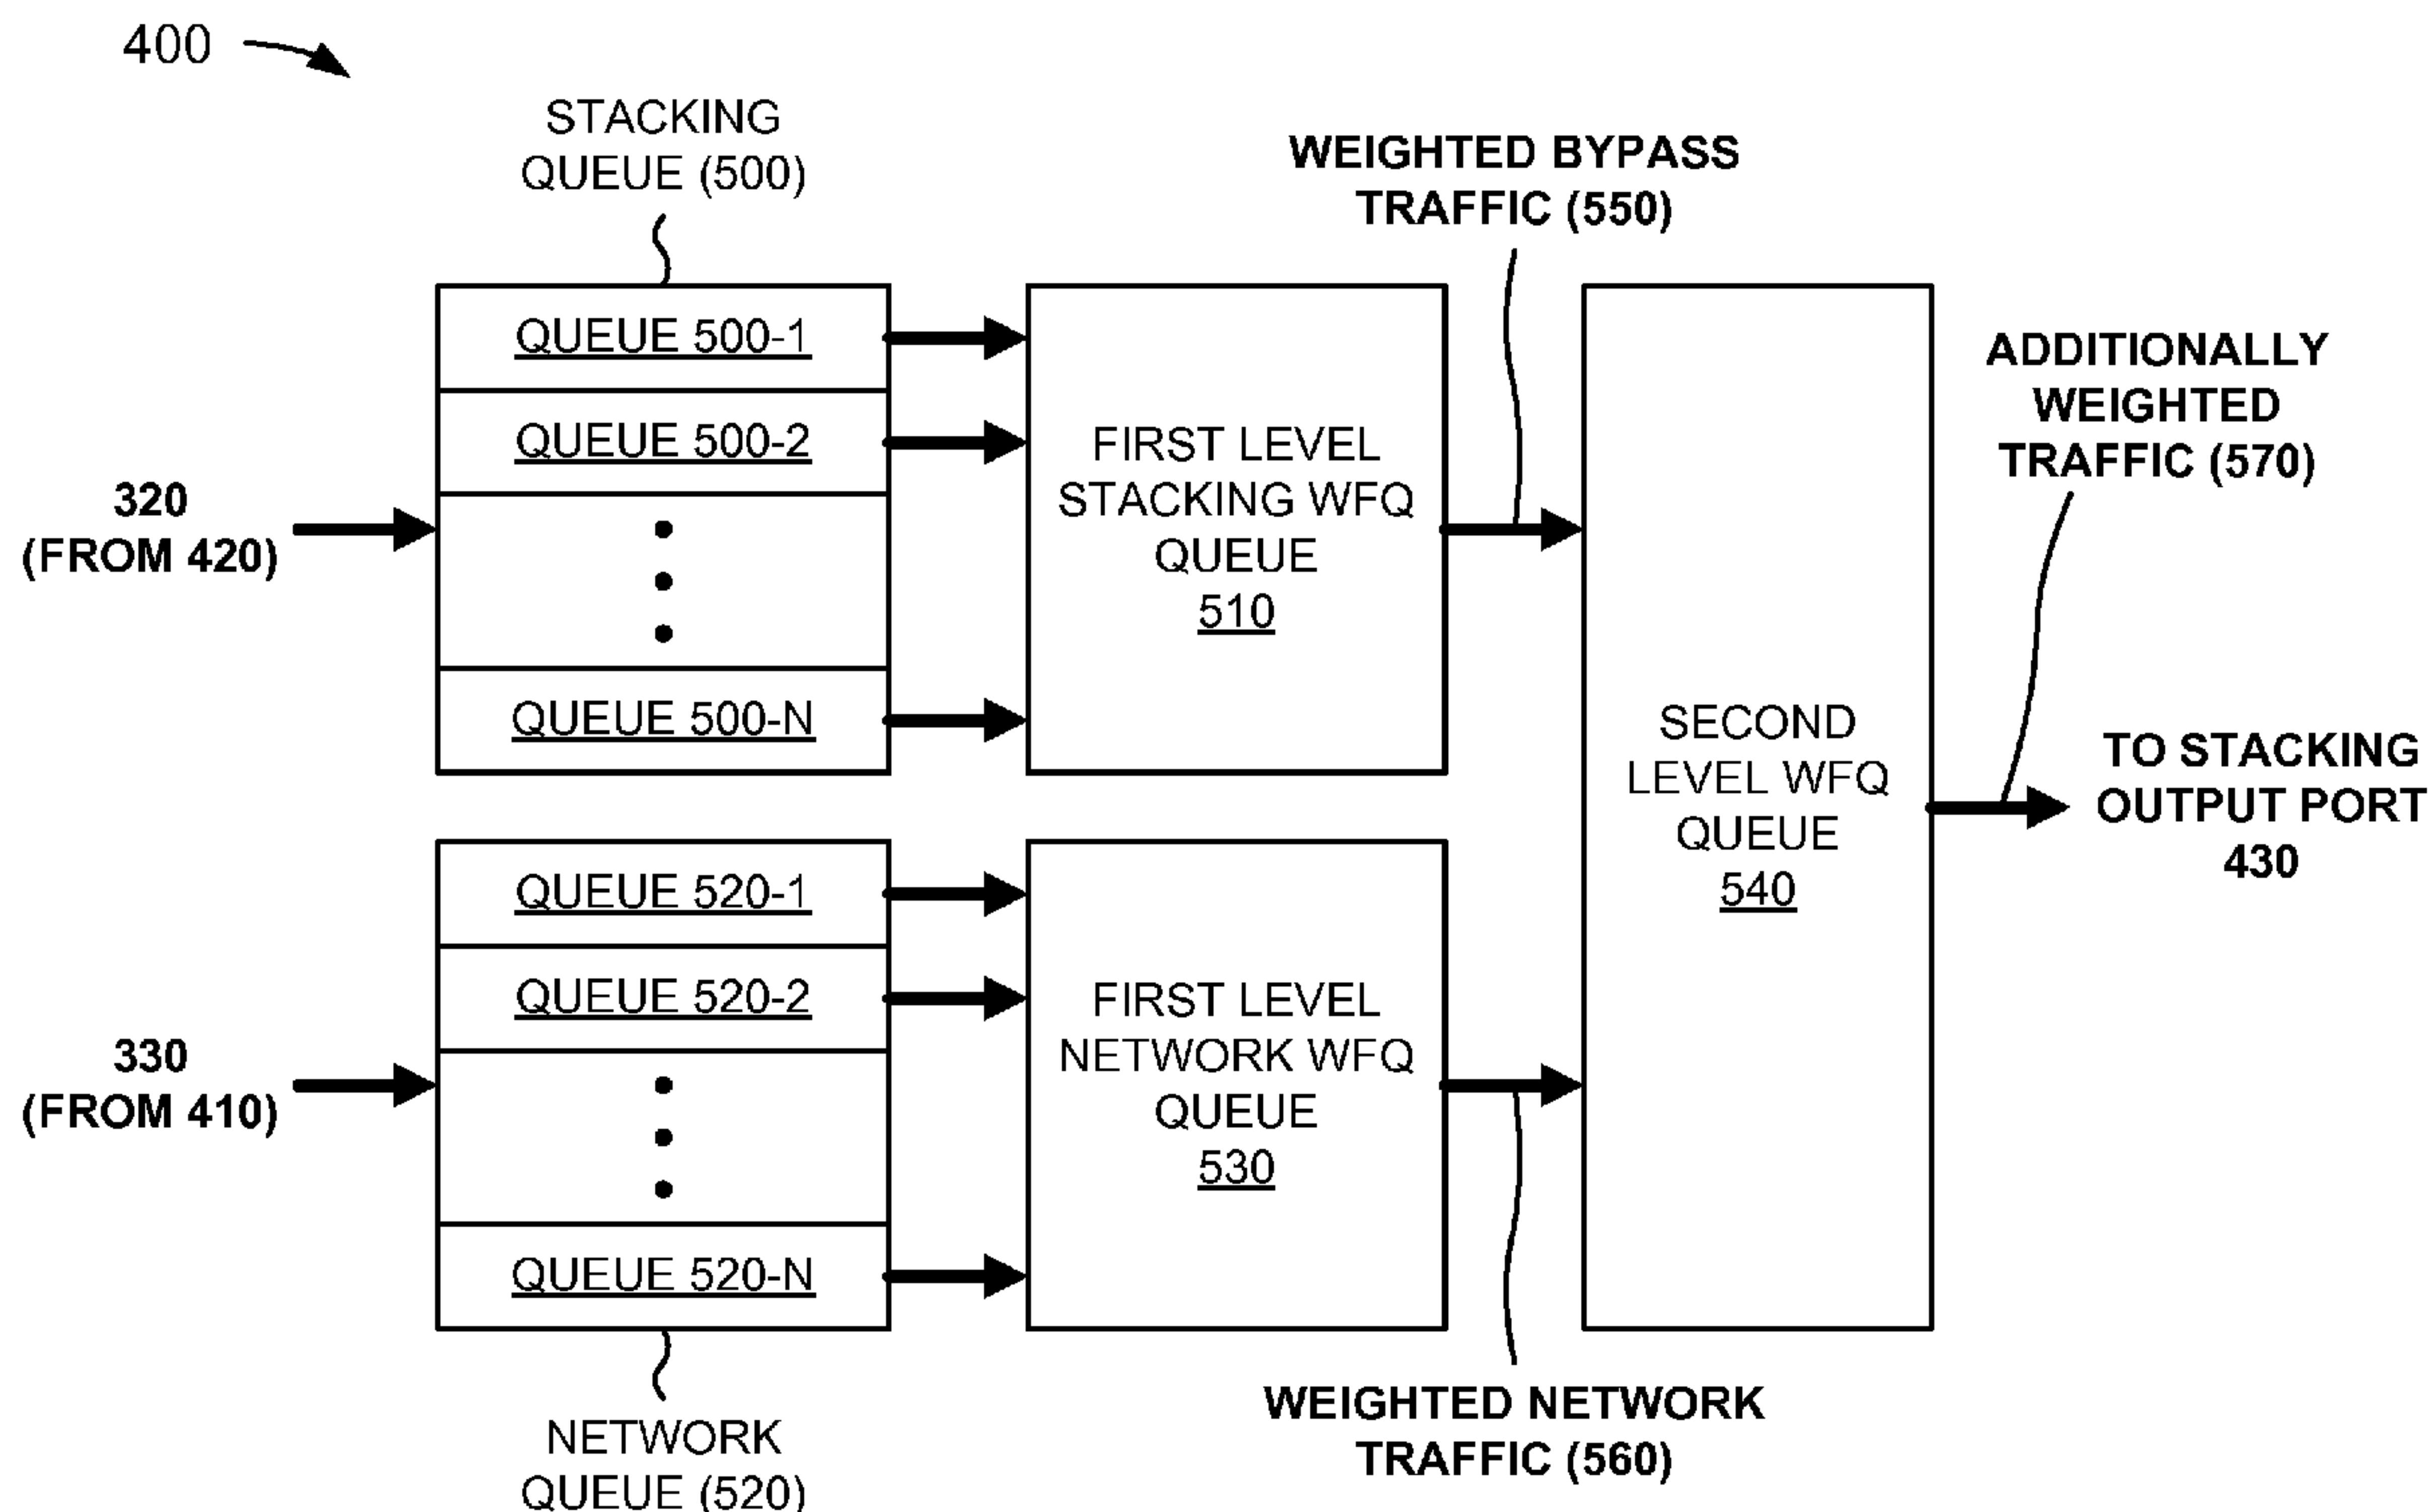 400
STACKING
QUEUE (500)
WEIGHTED BYPASS
TRAFFIC (550)
ADDITIONALLY
WEIGHTED
TRAFFIC (570)
320
(FROM 420)
QUEUE 500-1
QUEUE 500-2
QUEUE 500-N
FIRST LEVEL
STACKING WFQ
QUEUE
510
SECOND
LEVEL WFQ
QUEUE
540
TO STACKING
OUTPUT PORT
430
330
(FROM 410)
QUEUE 520-1
QUEUE 520-2
QUEUE 520-N
FIRST LEVEL
NETWORK WFQ
QUEUE
530
NETWORK
QUEUE (520)
WEIGHTED NETWORK
TRAFFIC (560)